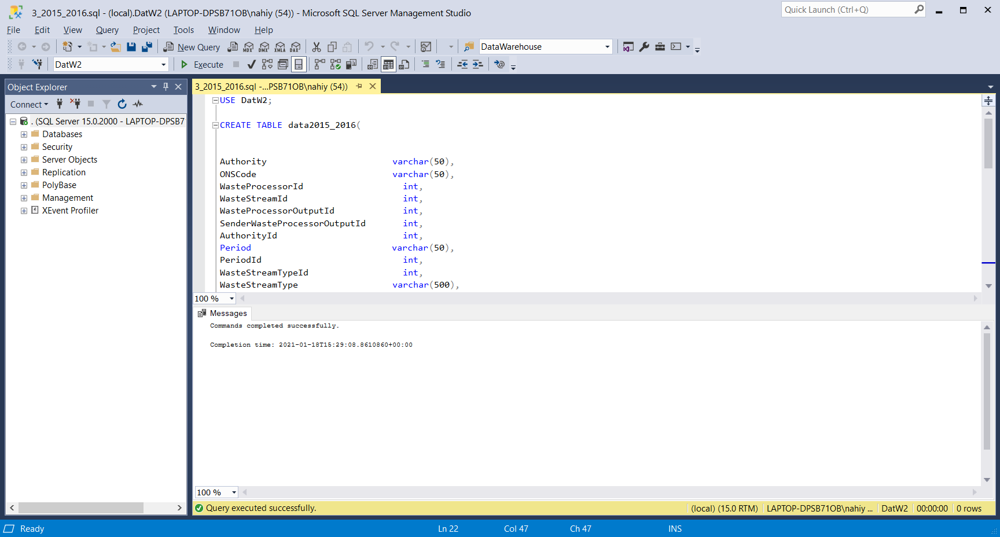 3_2015_2016.sql - (local).DatW2 (LAPTOP-DPSB71OB\nahiy (54)) - Microsoft SQL Server Management Studio
Quick Launch (Ctrl+Q)
File Edit View Query Project Tools Window Help
New Query MDX DMX XMLA DAX DataWarehouse
DatW2 Execute
Object Explorer
Connect
. (SQL Server 15.0.2000 - LAPTOP-DPSB7
Databases
Security
Server Objects
Replication
PolyBase
Management
XEvent Profiler
3_2015_2016.sql -...PSB71OB\nahiy (54))
USE DatW2;
CREATE TABLE data2015_2016(
Authority varchar(50),
ONSCode varchar(50),
WasteProcessorId int,
WasteStreamId int,
WasteProcessorOutputId int,
SenderWasteProcessorOutputId int,
AuthorityId int,
Period varchar(50),
PeriodId int,
WasteStreamTypeId int,
WasteStreamType varchar(500),
100 %
Messages
Commands completed successfully.
Completion time: 2021-01-18T15:29:08.8610860+00:00
100 %
Query executed successfully. (local) (15.0 RTM) LAPTOP-DPSB71OB\nahiy ... DatW2 00:00:00 0 rows
Ready Ln 22 Col 47 Ch 47 INS